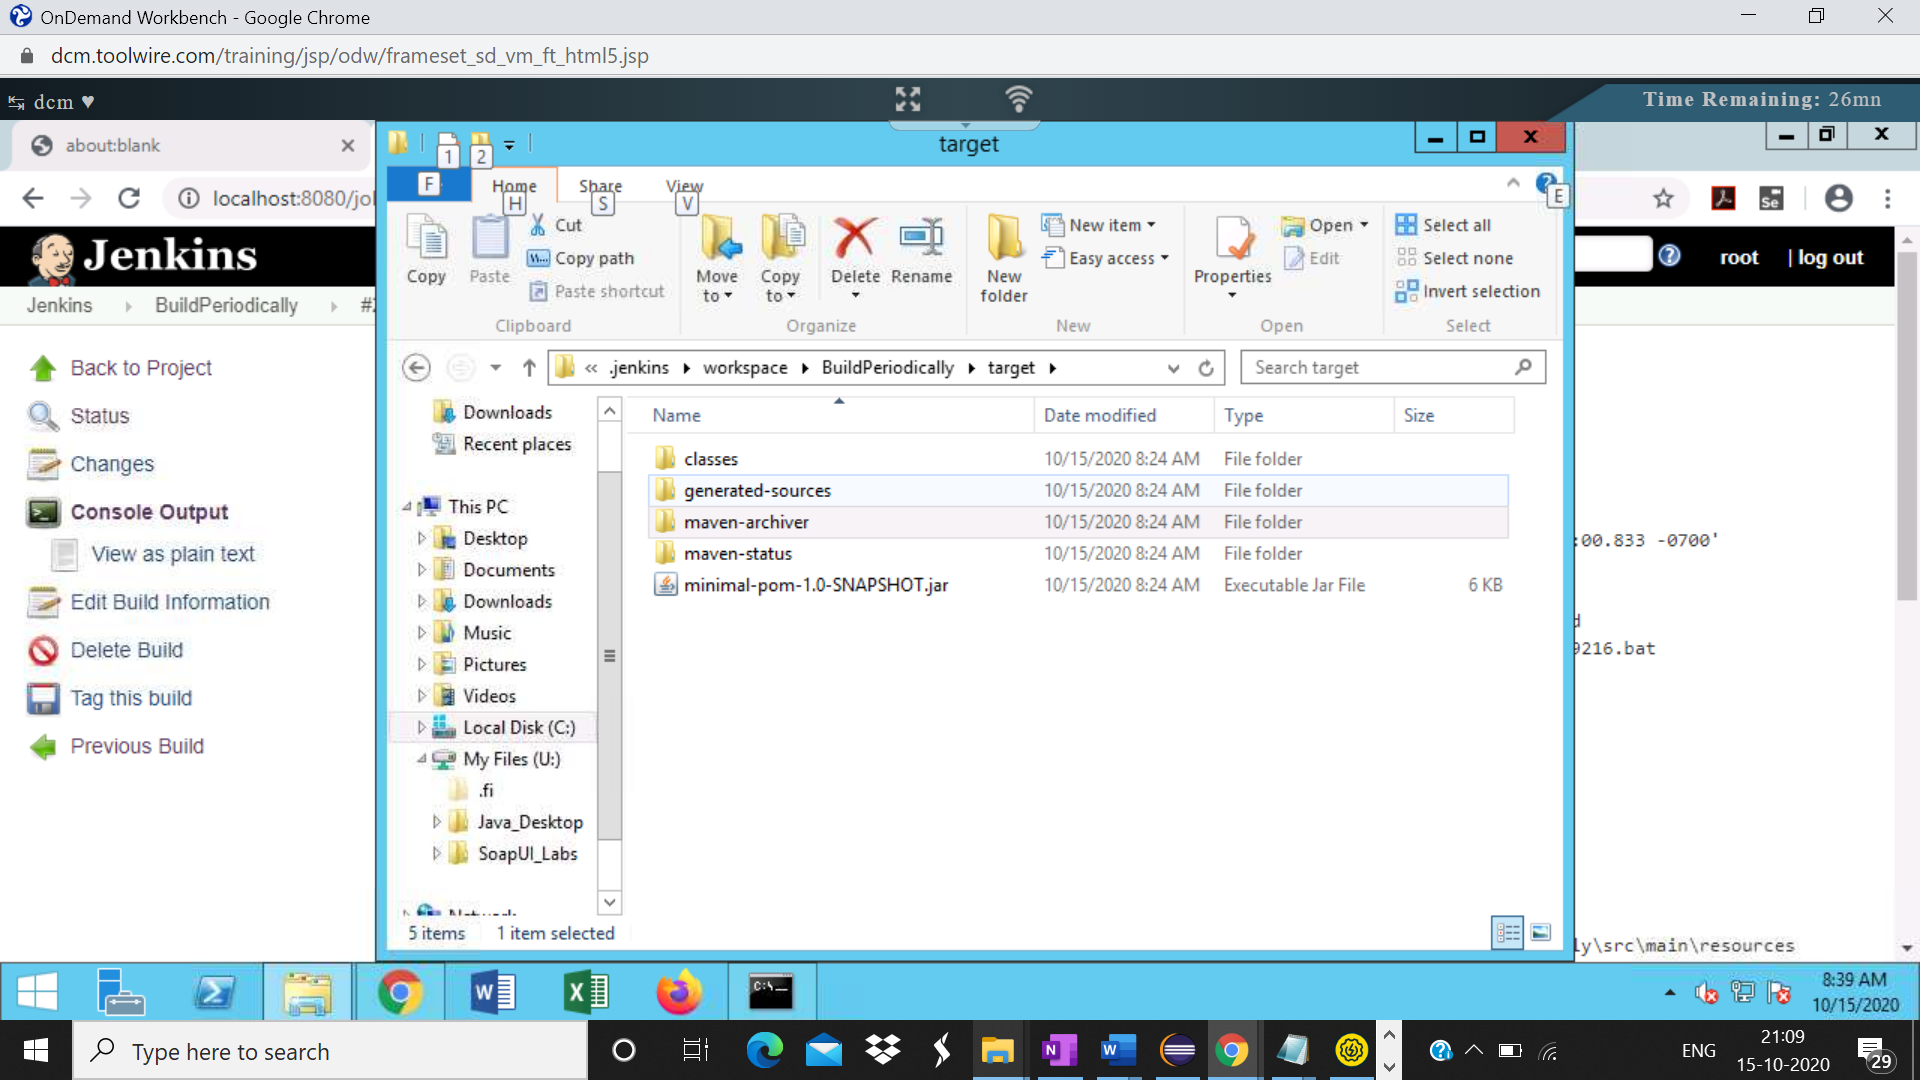 OnDemand Workbench - Google Chrome
dcm.toolwire.com/training/jsp/odw/frameset_sd_vm_ft_html5.jsp
dcm ♥
Time Remaining: 26mn
about:blank
localhost:8080/jo
Jenkins
root
| log out
Jenkins
BuildPeriodically
Back to Project
Status
Changes
Console Output
View as plain text
Edit Build Information
Delete Build
Tag this build
Previous Build
1
2
target
F
Home
Share
View
H
S
V
E
Copy
Paste
Cut
Copy path
Paste shortcut
Clipboard
Move to
Copy to
Delete
Rename
Organize
New folder
New item
Easy access
New
Properties
Open
Edit
Open
Select all
Select none
Invert selection
Select
« .jenkins
workspace
BuildPeriodically
target
Search target
Downloads
Recent places
This PC
Desktop
Documents
Downloads
Music
Pictures
Videos
Local Disk (C:)
My Files (U:)
.fi
Java_Desktop
SoapUI_Labs
Name Date modified Type Size
classes 10/15/2020 8:24 AM File folder
generated-sources 10/15/2020 8:24 AM File folder
maven-archiver 10/15/2020 8:24 AM File folder
maven-status 10/15/2020 8:24 AM File folder
minimal-pom-1.0-SNAPSHOT.jar 10/15/2020 8:24 AM Executable Jar File 6 KB
5 items 1 item selected
:00.833 -0700'
9216.bat
ly\src\main\resources
8:39 AM
10/15/2020
Type here to search
ENG
21:09
15-10-2020
29